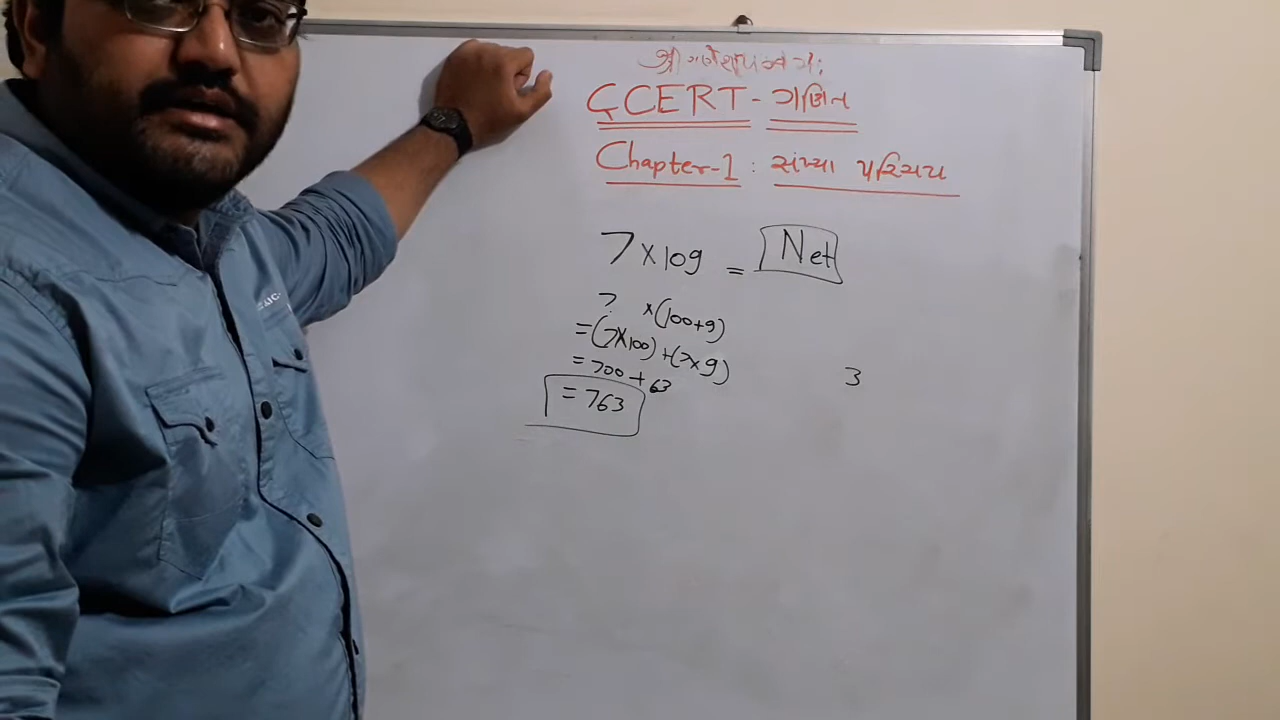 શ્રી ગણેશાય નમઃ
GCERT - ગણિત
Chapter-1 : સંખ્યા પરિચય
7 x 109 = Net
7 x (100+9)
= (7x100) + (7x9)
= 700 + 63
= 763
3